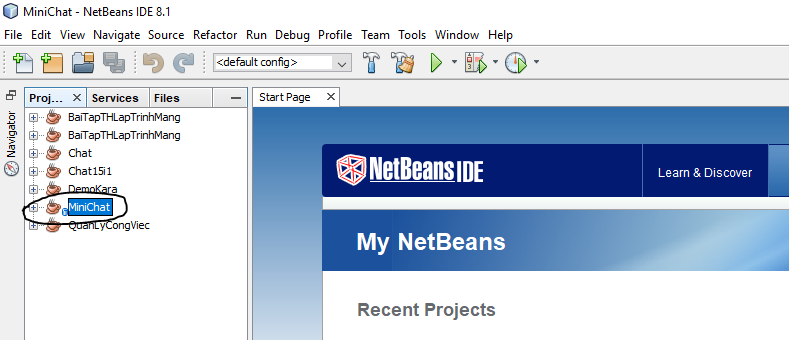 MiniChat - NetBeans IDE 8.1
File Edit View Navigate Source Refactor Run Debug Profile Team Tools Window Help
<default config>
Proj... Services Files
Start Page
Navigator
BaiTapTHLapTrinhMang
BaiTapTHLapTrinhMang
Chat
Chat15i1
DemoKara
MiniChat
QuanLyCongViec
NetBeans IDE
Learn & Discover
My NetBeans
Recent Projects